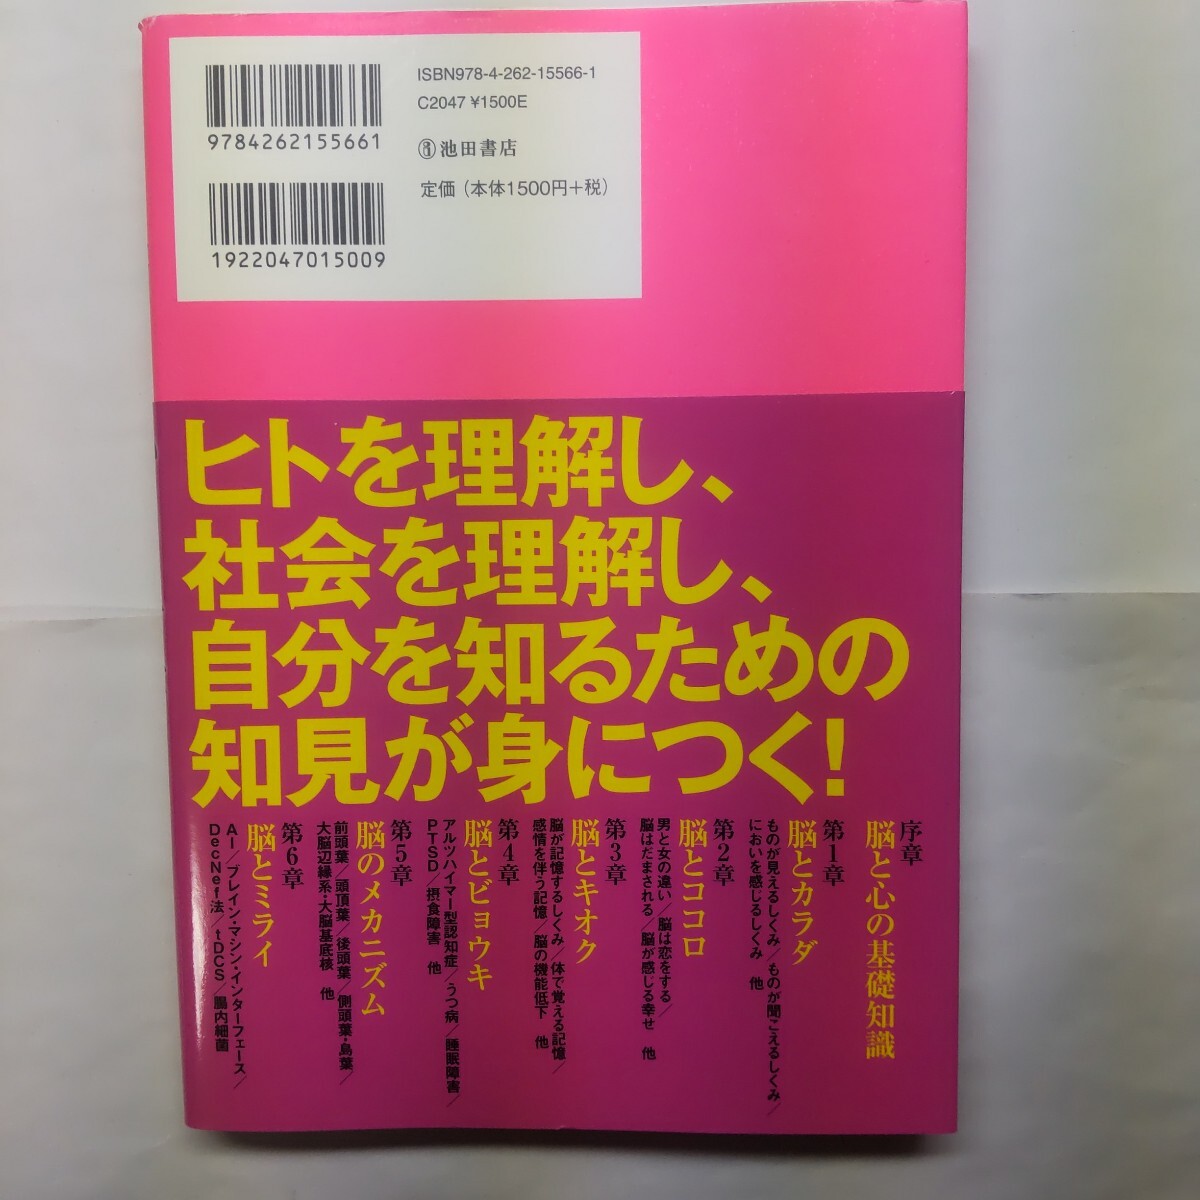 ISBN978-4-262-15566-1
C2047 ¥1500E
9784262155661
池田書店
定価（本体1500円＋税）
1922047015009
ヒトを理解し、
社会を理解し、
自分を知るための
知見が身につく！
序章
脳と心の基礎知識
第1章
脳とカラダ
ものが見えるしくみ／ものが聞こえるしくみ／
においを感じるしくみ　他
第2章
脳とココロ
男と女の違い／脳は恋をする／
脳はだまされる／脳が感じる幸せ　他
第3章
脳とキオク
脳が記憶するしくみ／体で覚える記憶／
感情を伴う記憶／脳の機能低下　他
第4章
脳とビョウキ
アルツハイマー型認知症／うつ病／睡眠障害／
PTSD／摂食障害　他
第5章
脳のメカニズム
前頭葉／頭頂葉／後頭葉／側頭葉・島葉／
大脳辺縁系・大脳基底核　他
第6章
脳とミライ
AI／ブレイン・マシン・インターフェース／
DecNef法／tDCS／腸内細菌